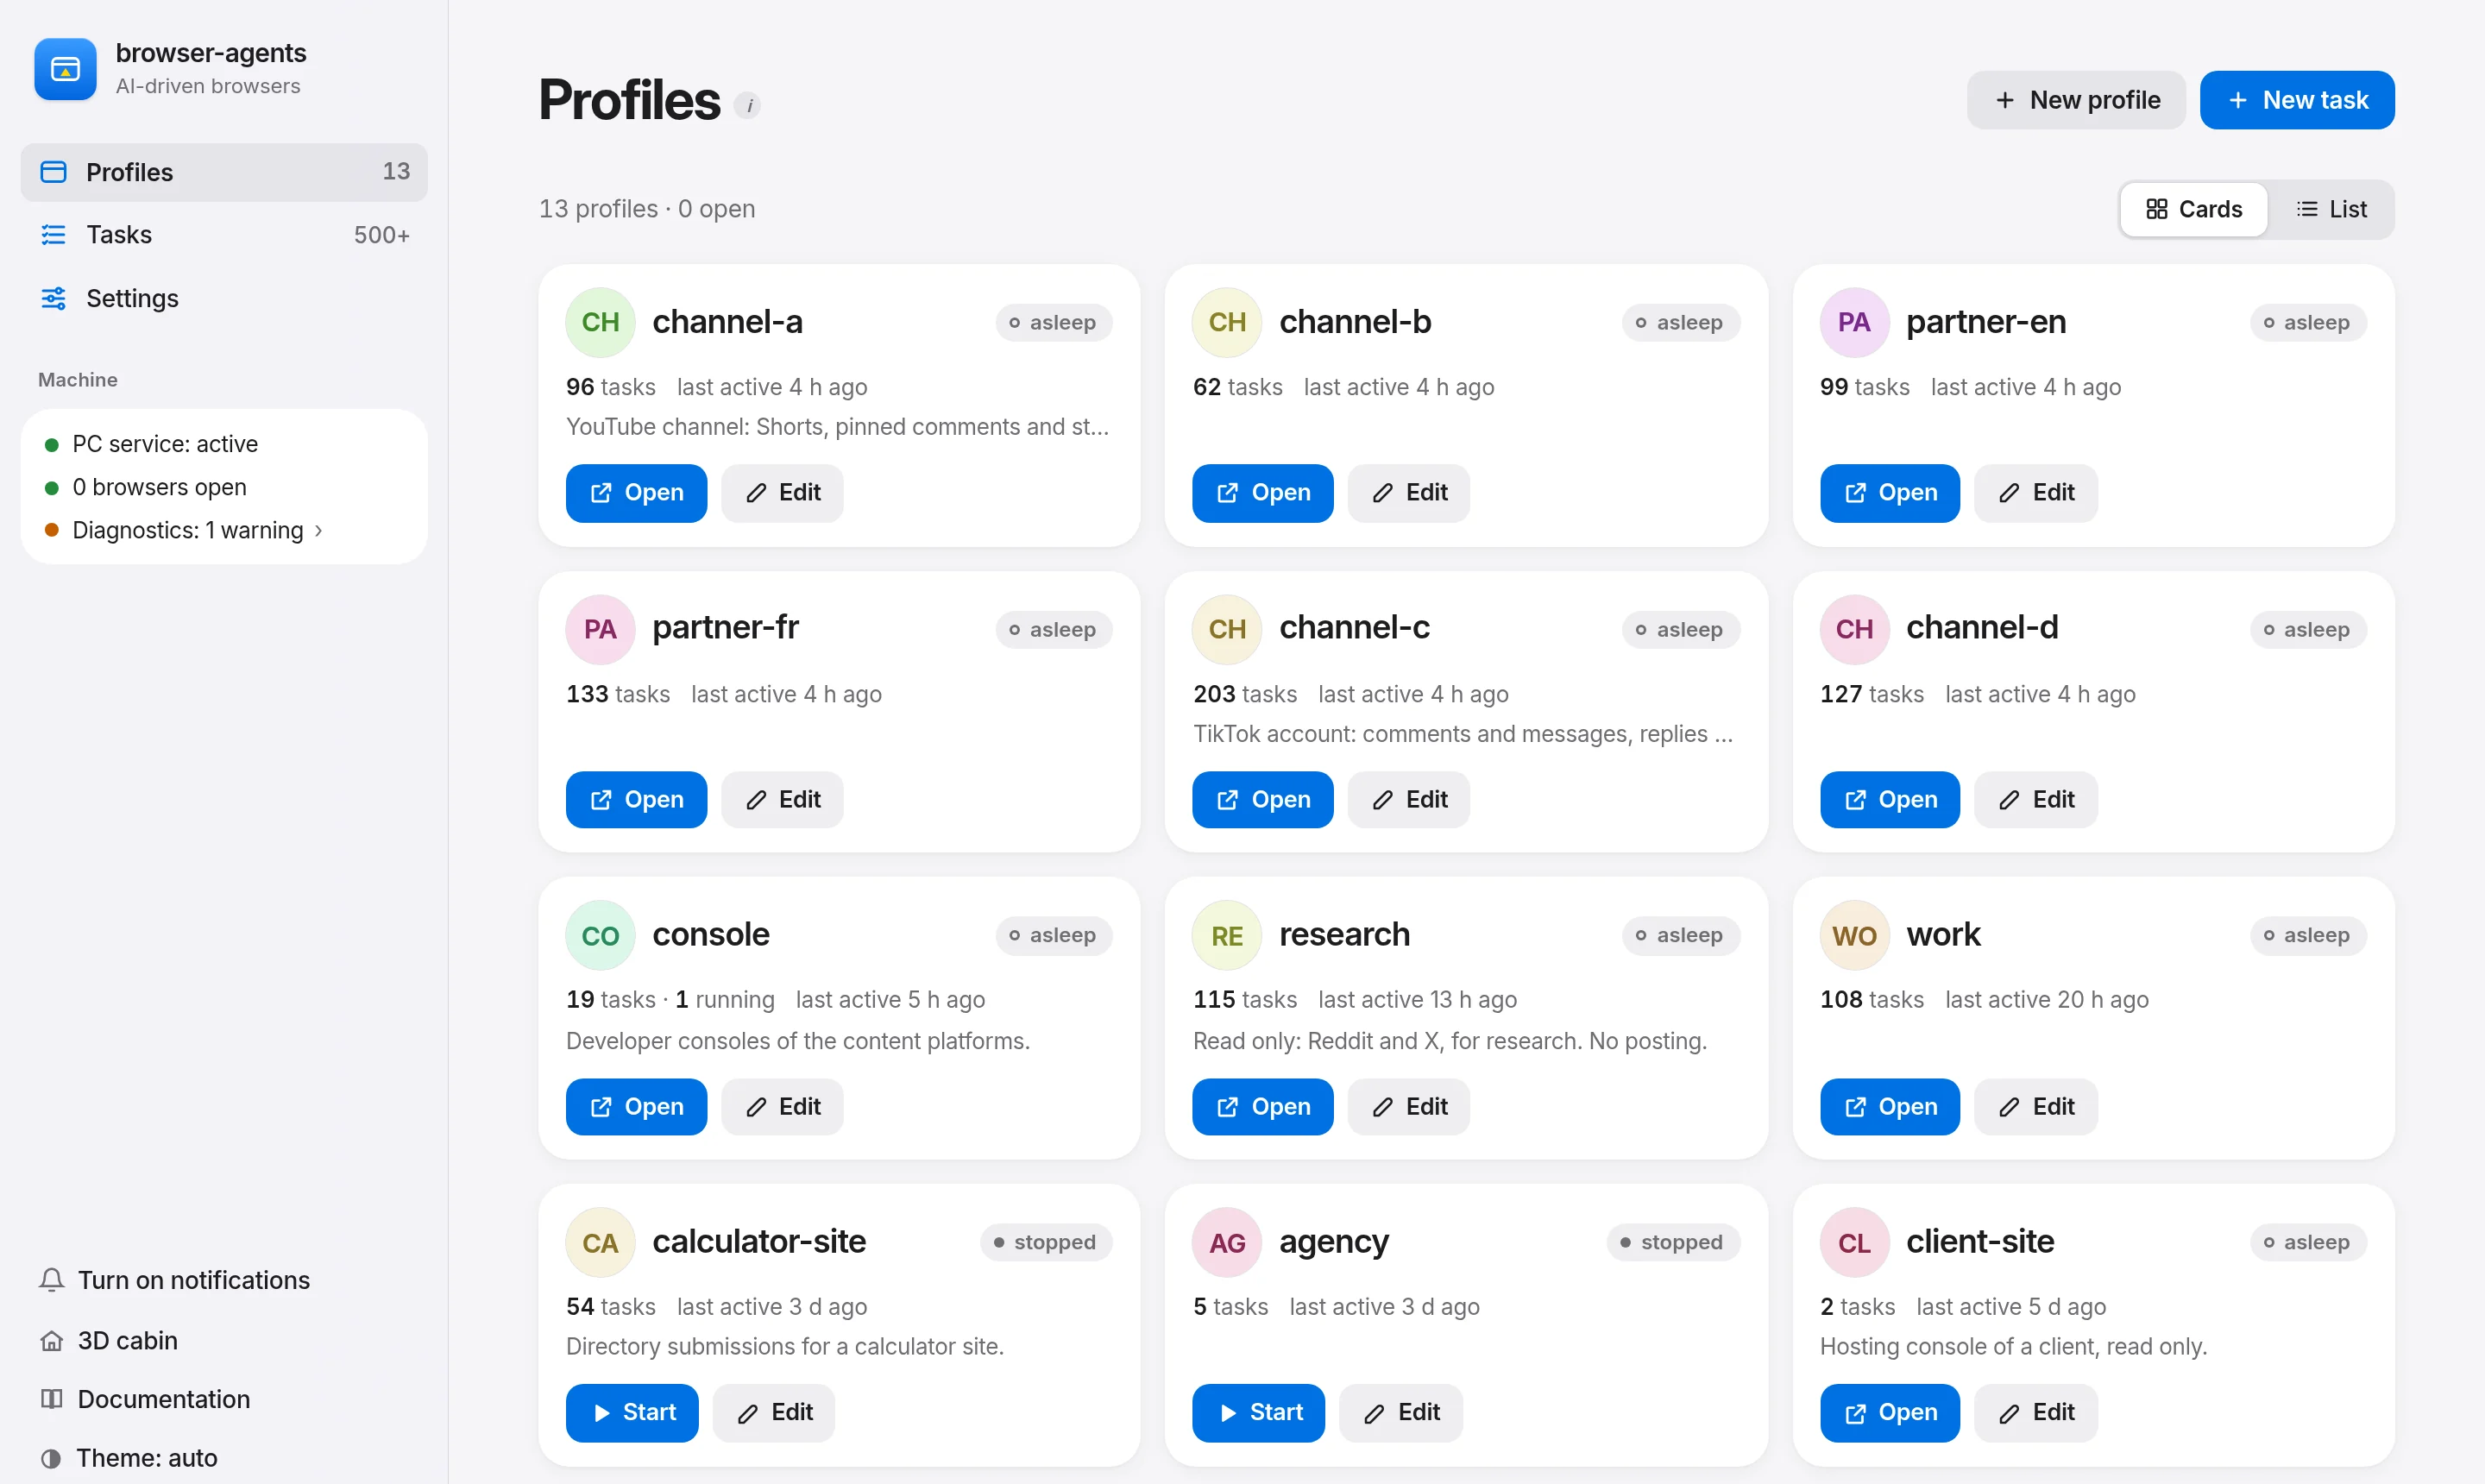 browser-agents
AI-driven browsers
Profiles 13
Tasks 500+
Settings
Machine
PC service: active
0 browsers open
Diagnostics: 1 warning ›
Turn on notifications
3D cabin
Documentation
Theme: auto
Profiles i
+ New profile
+ New task
13 profiles · 0 open
Cards
List
CH channel-a asleep
96 tasks last active 4 h ago
YouTube channel: Shorts, pinned comments and st...
Open Edit
CH channel-b asleep
62 tasks last active 4 h ago
Open Edit
PA partner-en asleep
99 tasks last active 4 h ago
Open Edit
PA partner-fr asleep
133 tasks last active 4 h ago
Open Edit
CH channel-c asleep
203 tasks last active 4 h ago
TikTok account: comments and messages, replies ...
Open Edit
CH channel-d asleep
127 tasks last active 4 h ago
Open Edit
CO console asleep
19 tasks · 1 running last active 5 h ago
Developer consoles of the content platforms.
Open Edit
RE research asleep
115 tasks last active 13 h ago
Read only: Reddit and X, for research. No posting.
Open Edit
WO work asleep
108 tasks last active 20 h ago
Open Edit
CA calculator-site stopped
54 tasks last active 3 d ago
Directory submissions for a calculator site.
Start Edit
AG agency stopped
5 tasks last active 3 d ago
Start Edit
CL client-site asleep
2 tasks last active 5 d ago
Hosting console of a client, read only.
Open Edit